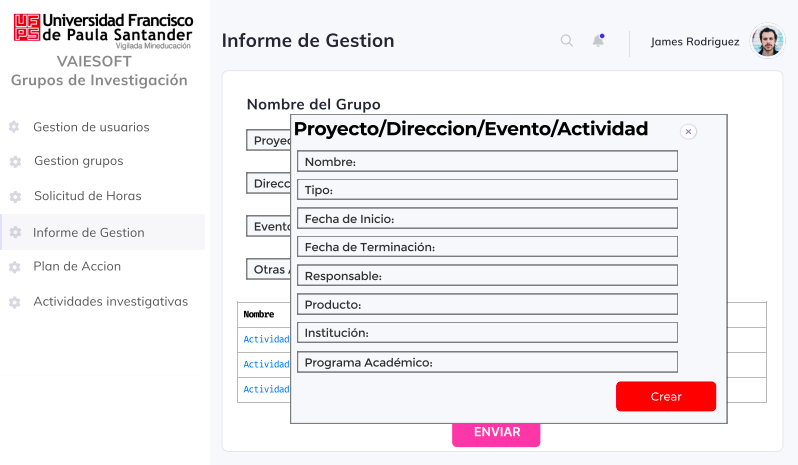 Universidad Francisco
de Paula Santander
Vigilada Mineducación
VAIESOFT
Grupos de Investigación
Gestion de usuarios
Gestion grupos
Solicitud de Horas
Informe de Gestion
Plan de Accion
Actividades investigativas
Informe de Gestion
James Rodriguez
Nombre del Grupo
Proyec
Direcc
Evento
Otras
Nombre
Actividad
Actividad
Actividad
Proyecto/Direccion/Evento/Actividad
Nombre:
Tipo:
Fecha de Inicio:
Fecha de Terminación:
Responsable:
Producto:
Institución:
Programa Académico:
Crear
ENVIAR